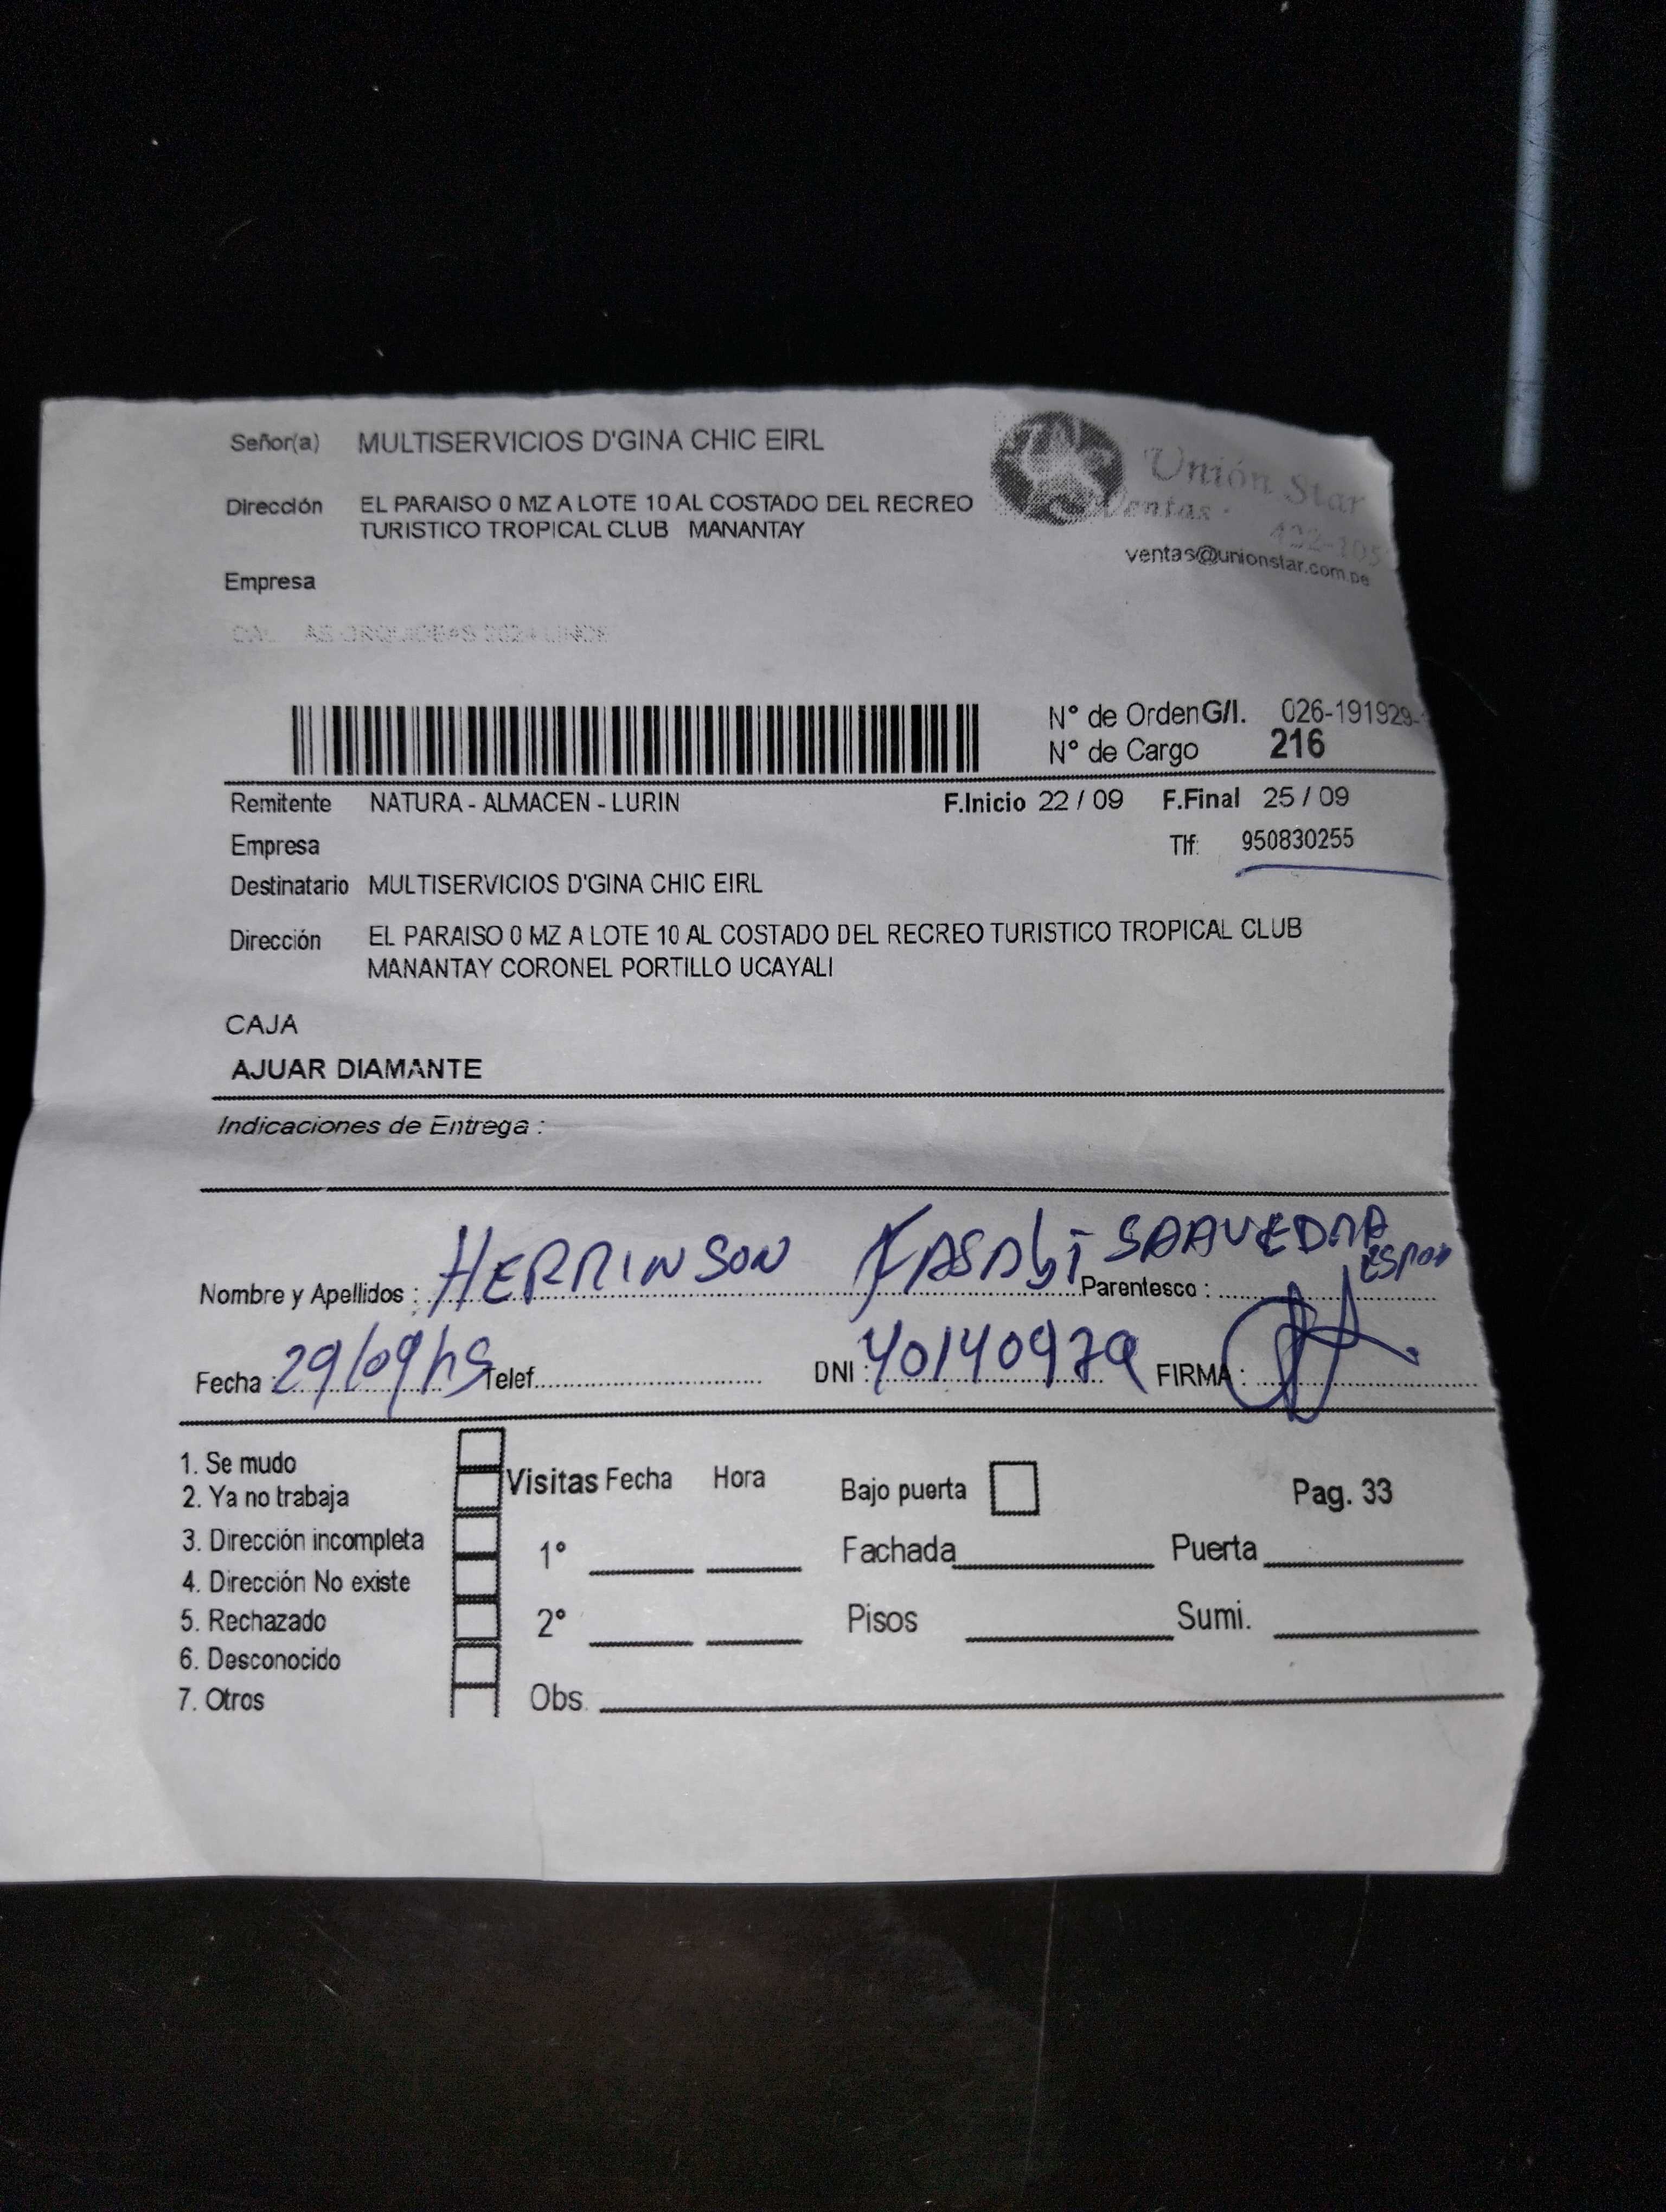 Señor(a) MULTISERVICIOS D'GINA CHIC EIRL
Unión Star
Dirección EL PARAISO 0 MZ A LOTE 10 AL COSTADO DEL RECREO
TURISTICO TROPICAL CLUB MANANTAY
Ventas:
422-105
ventas@unionstar.com.pe
Empresa
N° de Orden G/I. 026-191929-
N° de Cargo 216
Remitente NATURA - ALMACEN - LURIN F.Inicio 22 / 09 F.Final 25 / 09
Empresa Tlf: 950830255
Destinatario MULTISERVICIOS D'GINA CHIC EIRL
Dirección EL PARAISO 0 MZ A LOTE 10 AL COSTADO DEL RECREO TURISTICO TROPICAL CLUB
MANANTAY CORONEL PORTILLO UCAYALI
CAJA
AJUAR DIAMANTE
Indicaciones de Entrega :
Nombre y Apellidos : HERRINSON FASABI SAAVEDRA Parentesco :
Fecha : 29/09/ Telef. DNI : 40140979 FIRMA :
1. Se mudo
2. Ya no trabaja
3. Dirección incompleta
4. Dirección No existe
5. Rechazado
6. Desconocido
7. Otros
Visitas Fecha Hora
1°
2°
Obs.
Bajo puerta Pag. 33
Fachada Puerta
Pisos Sumi.